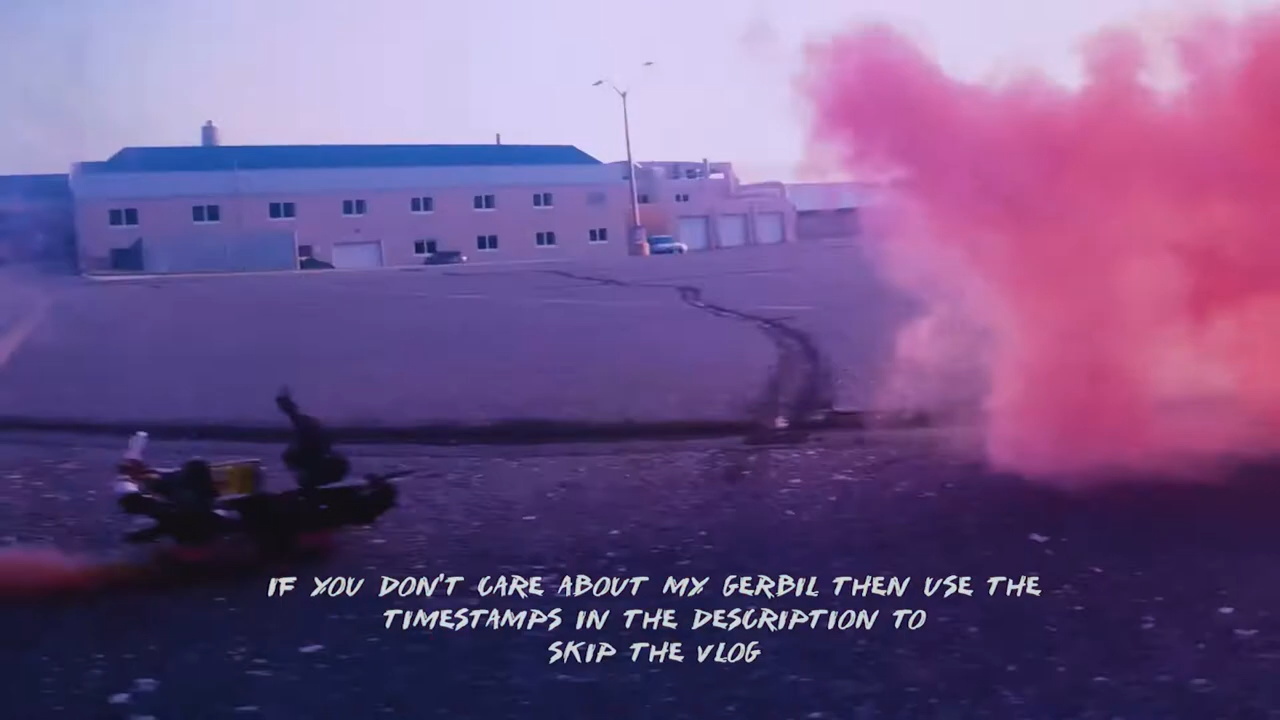 IF YOU DON'T CARE ABOUT MY GERBIL THEN USE THE
TIMESTAMPS IN THE DESCRIPTION TO
SKIP THE VLOG